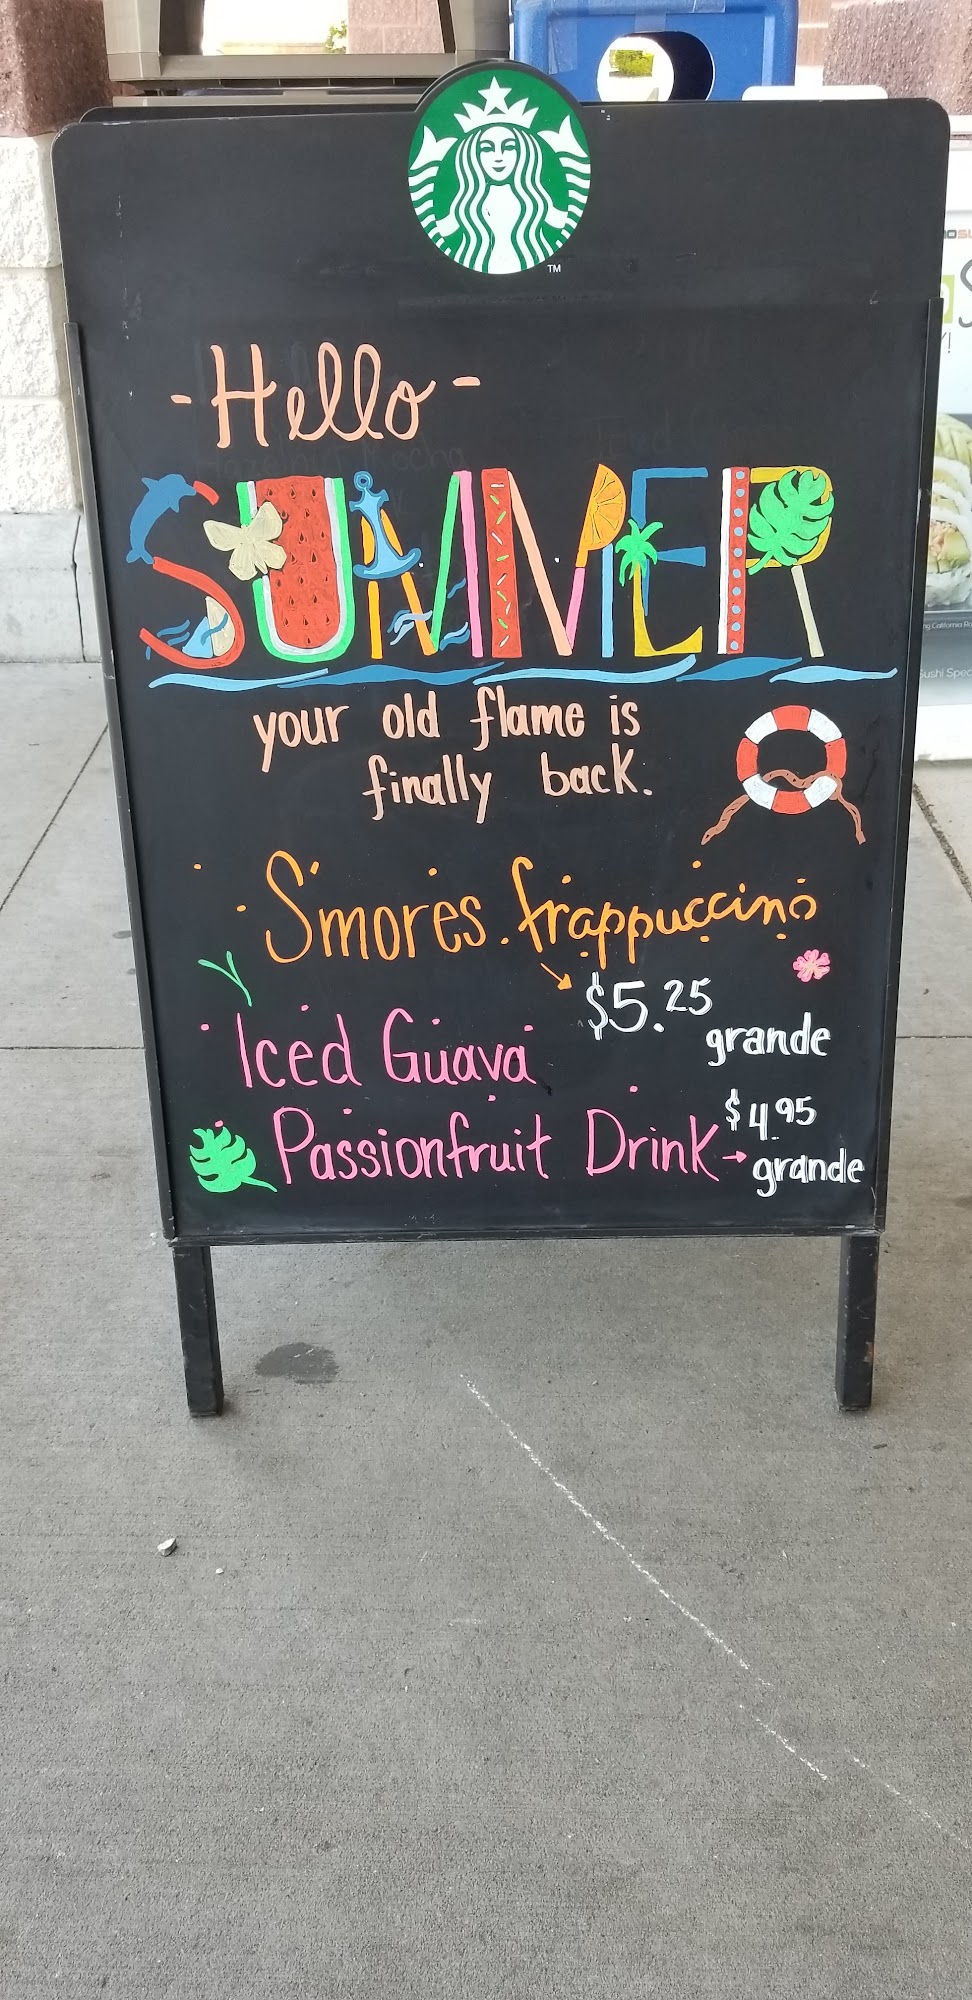 TM
-Hello-
SUMMER
your old flame is
finally back.
S'mores frappuccino
$5.25
grande
Iced Guava
Passionfruit Drink
$4.95
grande